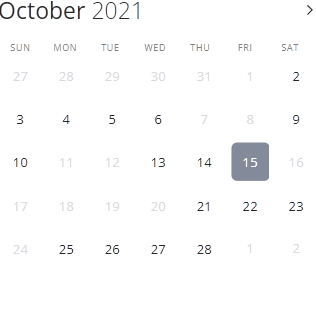 October 2021
SUN MON TUE WED THU FRI SAT
27 28 29 30 31 1 2
3 4 5 6 7 8 9
10 11 12 13 14 15 16
17 18 19 20 21 22 23
24 25 26 27 28 1 2